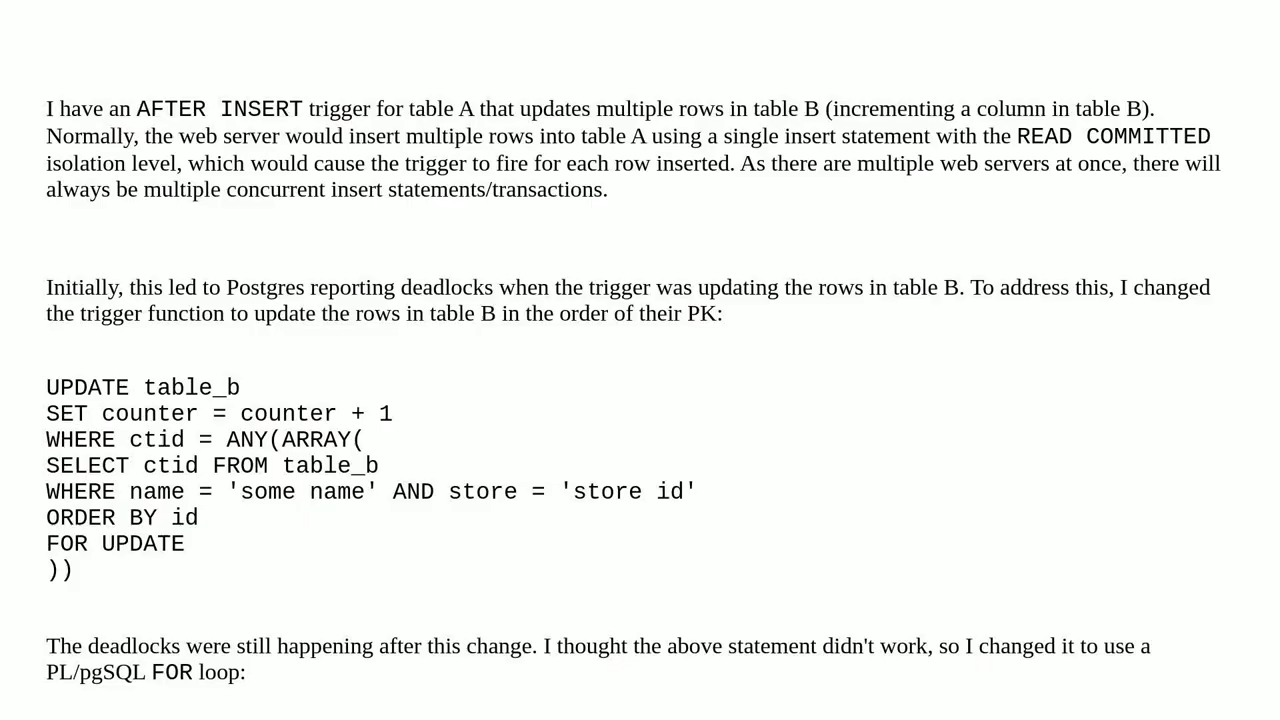 I have an AFTER INSERT trigger for table A that updates multiple rows in table B (incrementing a column in table B).
Normally, the web server would insert multiple rows into table A using a single insert statement with the READ COMMITTED
isolation level, which would cause the trigger to fire for each row inserted. As there are multiple web servers at once, there will
always be multiple concurrent insert statements/transactions.
Initially, this led to Postgres reporting deadlocks when the trigger was updating the rows in table B. To address this, I changed
the trigger function to update the rows in table B in the order of their PK:
UPDATE table_b
SET counter = counter + 1
WHERE ctid = ANY(ARRAY(
SELECT ctid FROM table_b
WHERE name = 'some name' AND store = 'store id'
ORDER BY id
FOR UPDATE
))
The deadlocks were still happening after this change. I thought the above statement didn't work, so I changed it to use a
PL/pgSQL FOR loop: